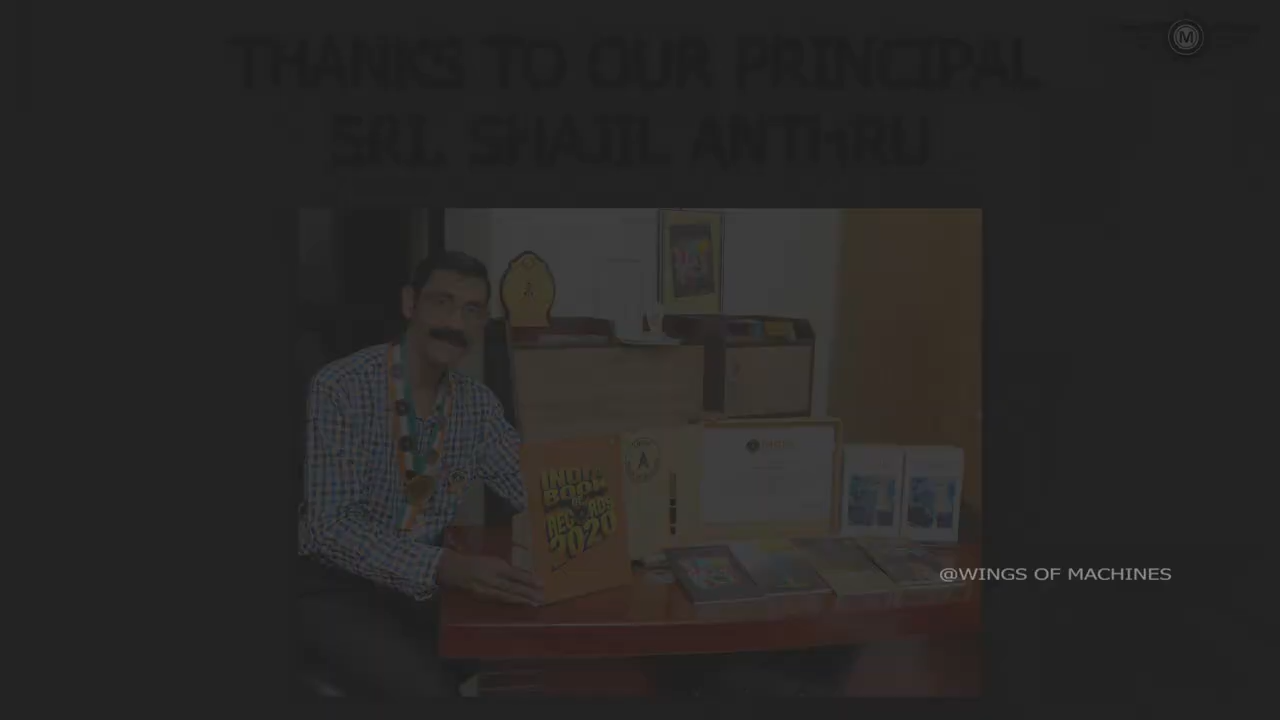 THANKS TO OUR PRINCIPAL
SRI. SHAJIL ANTHRU
M
A
INDIA
BOOK
OF
RECORDS
2020
@WINGS OF MACHINES